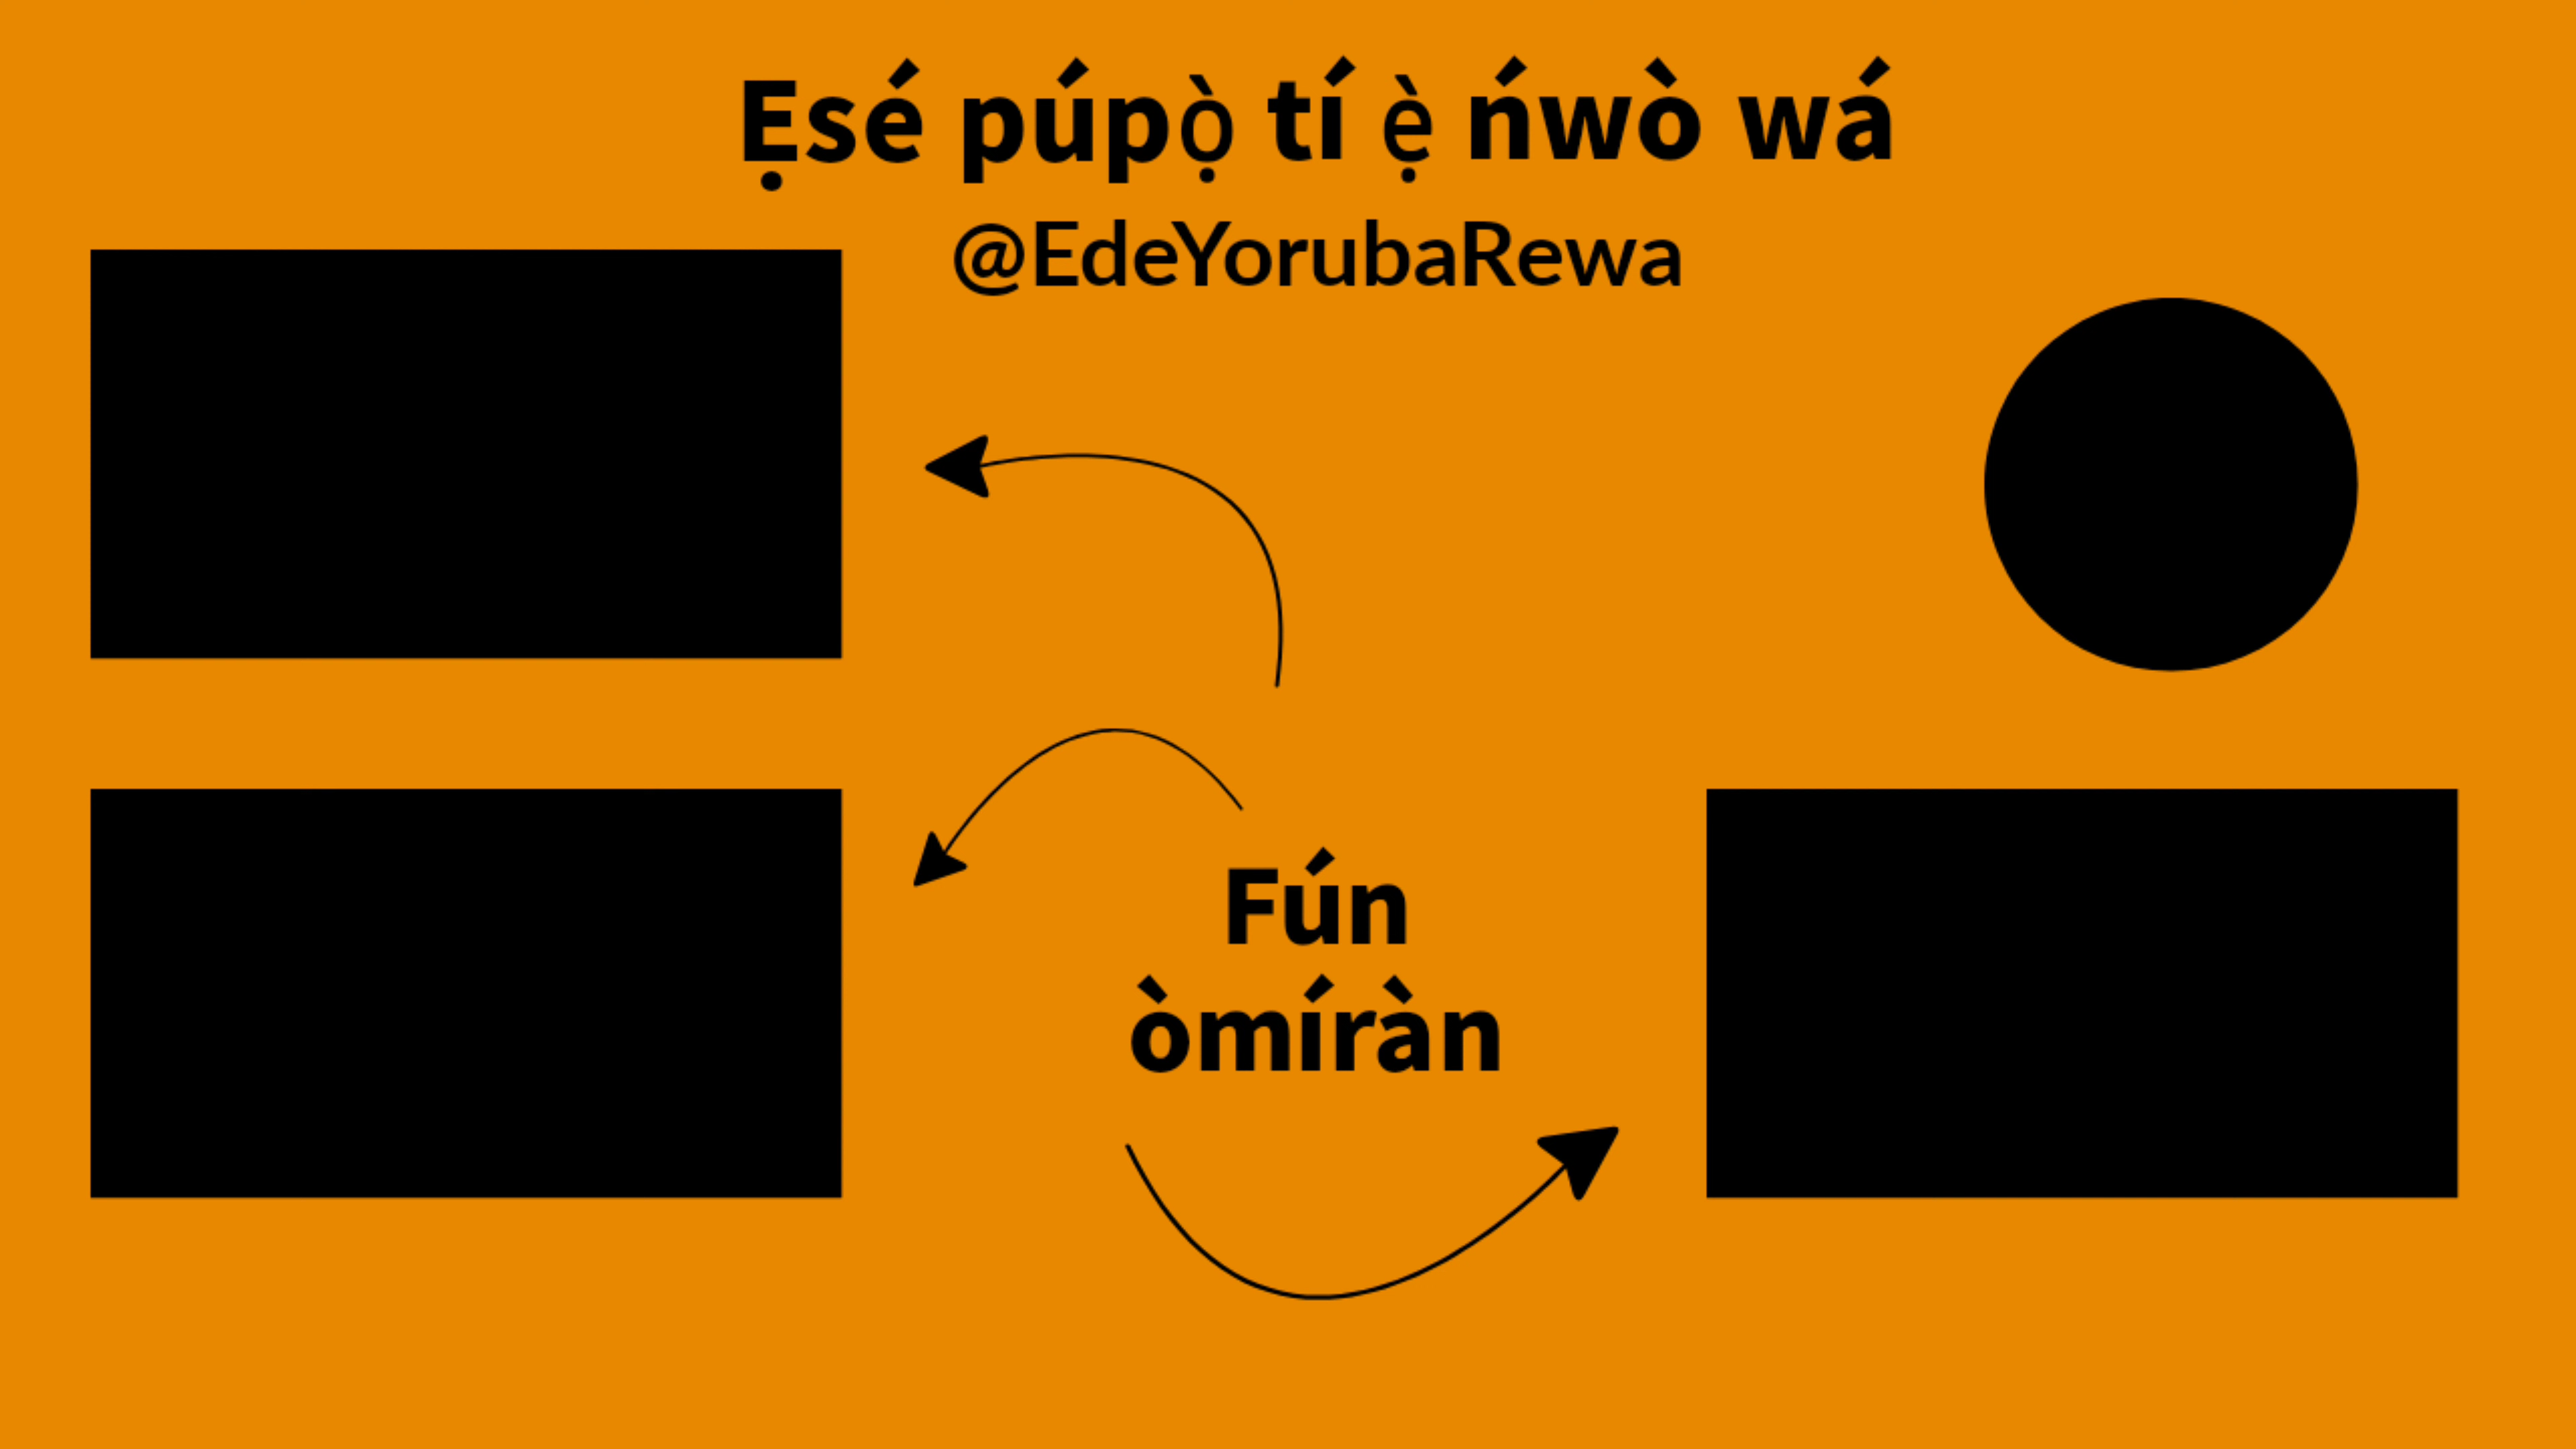 Ẹsé púpọ̀ tí ẹ̀ ńwò wá
@EdeYorubaRewa
Fún
òmíràn